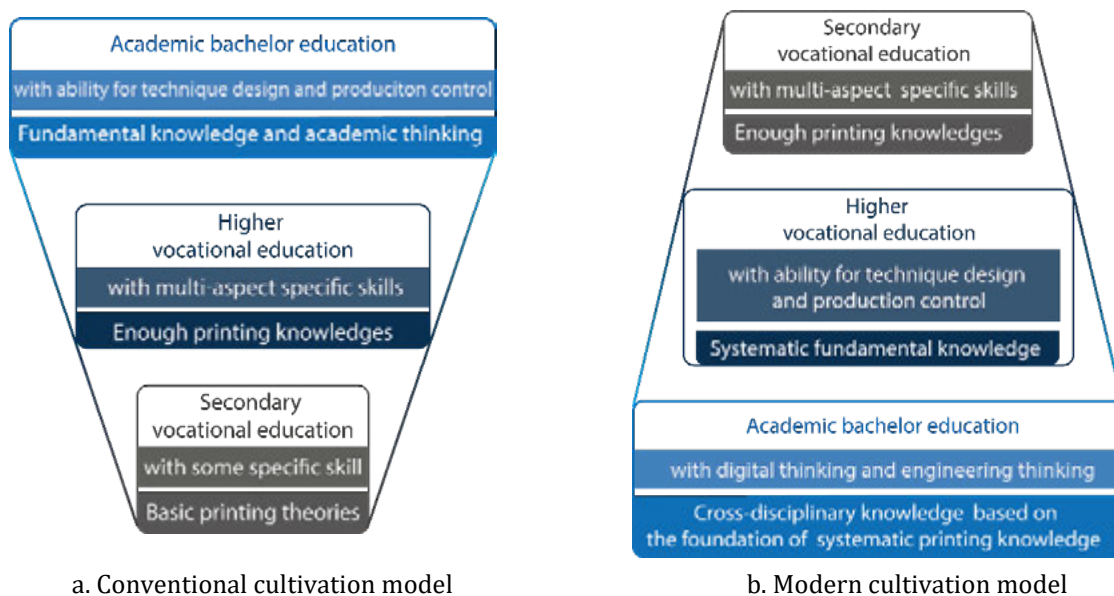 Academic bachelor education
with ability for technique design and produciton control
Fundamental knowledge and academic thinking
Higher
vocational education
with multi-aspect specific skills
Enough printing knowledges
Secondary
vocational education
with some specific skill
Basic printing theories
a. Conventional cultivation model
Secondary
vocational education
with multi-aspect specific skills
Enough printing knowledges
Higher
vocational education
with ability for technique design
and production control
Systematic fundamental knowledge
Academic bachelor education
with digital thinking and engineering thinking
Cross-disciplinary knowledge based on
the foundation of systematic printing knowledge
b. Modern cultivation model